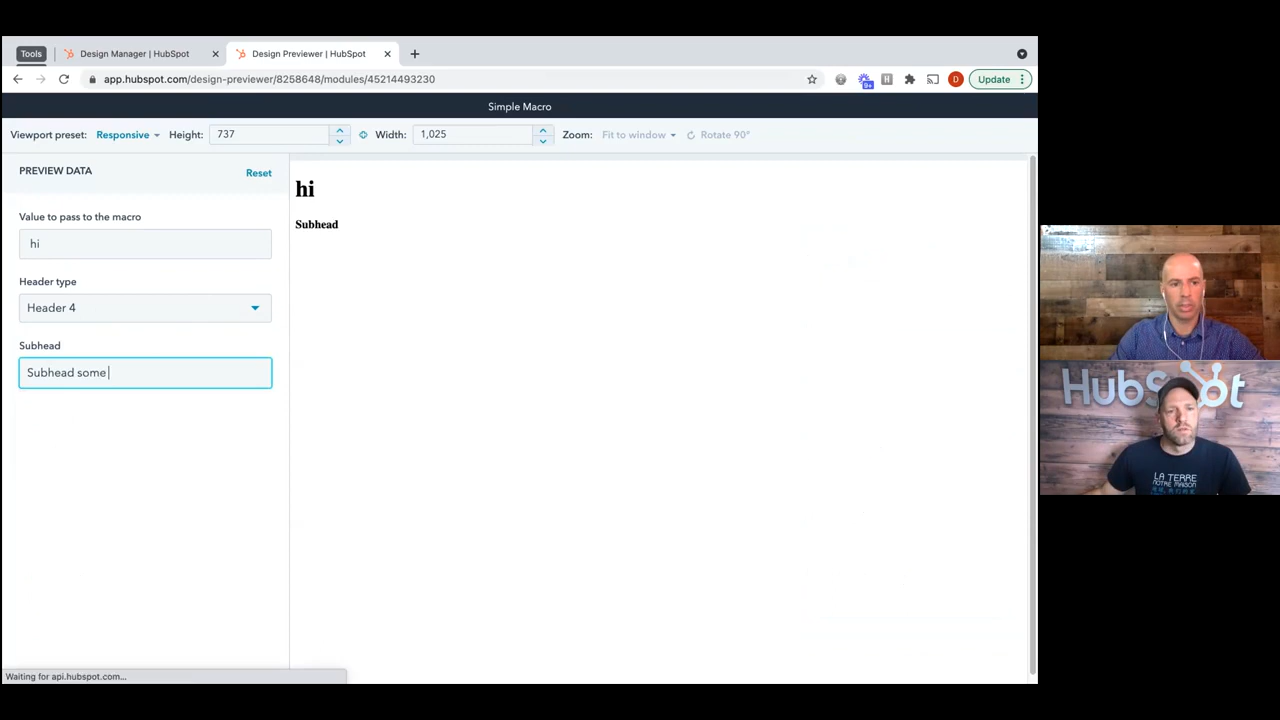 Tools
Design Manager | HubSpot
Design Previewer | HubSpot
app.hubspot.com/design-previewer/8258648/modules/45214493230
9+
H
D
Update
Simple Macro
Viewport preset: Responsive Height: 737 Width: 1,025 Zoom: Fit to window Rotate 90°
PREVIEW DATA
Reset
Value to pass to the macro
hi
Header type
Header 4
Subhead
Subhead some
hi
Subhead
Waiting for api.hubspot.com...
HubSpot
LA TERRE
NOTRE MAISON